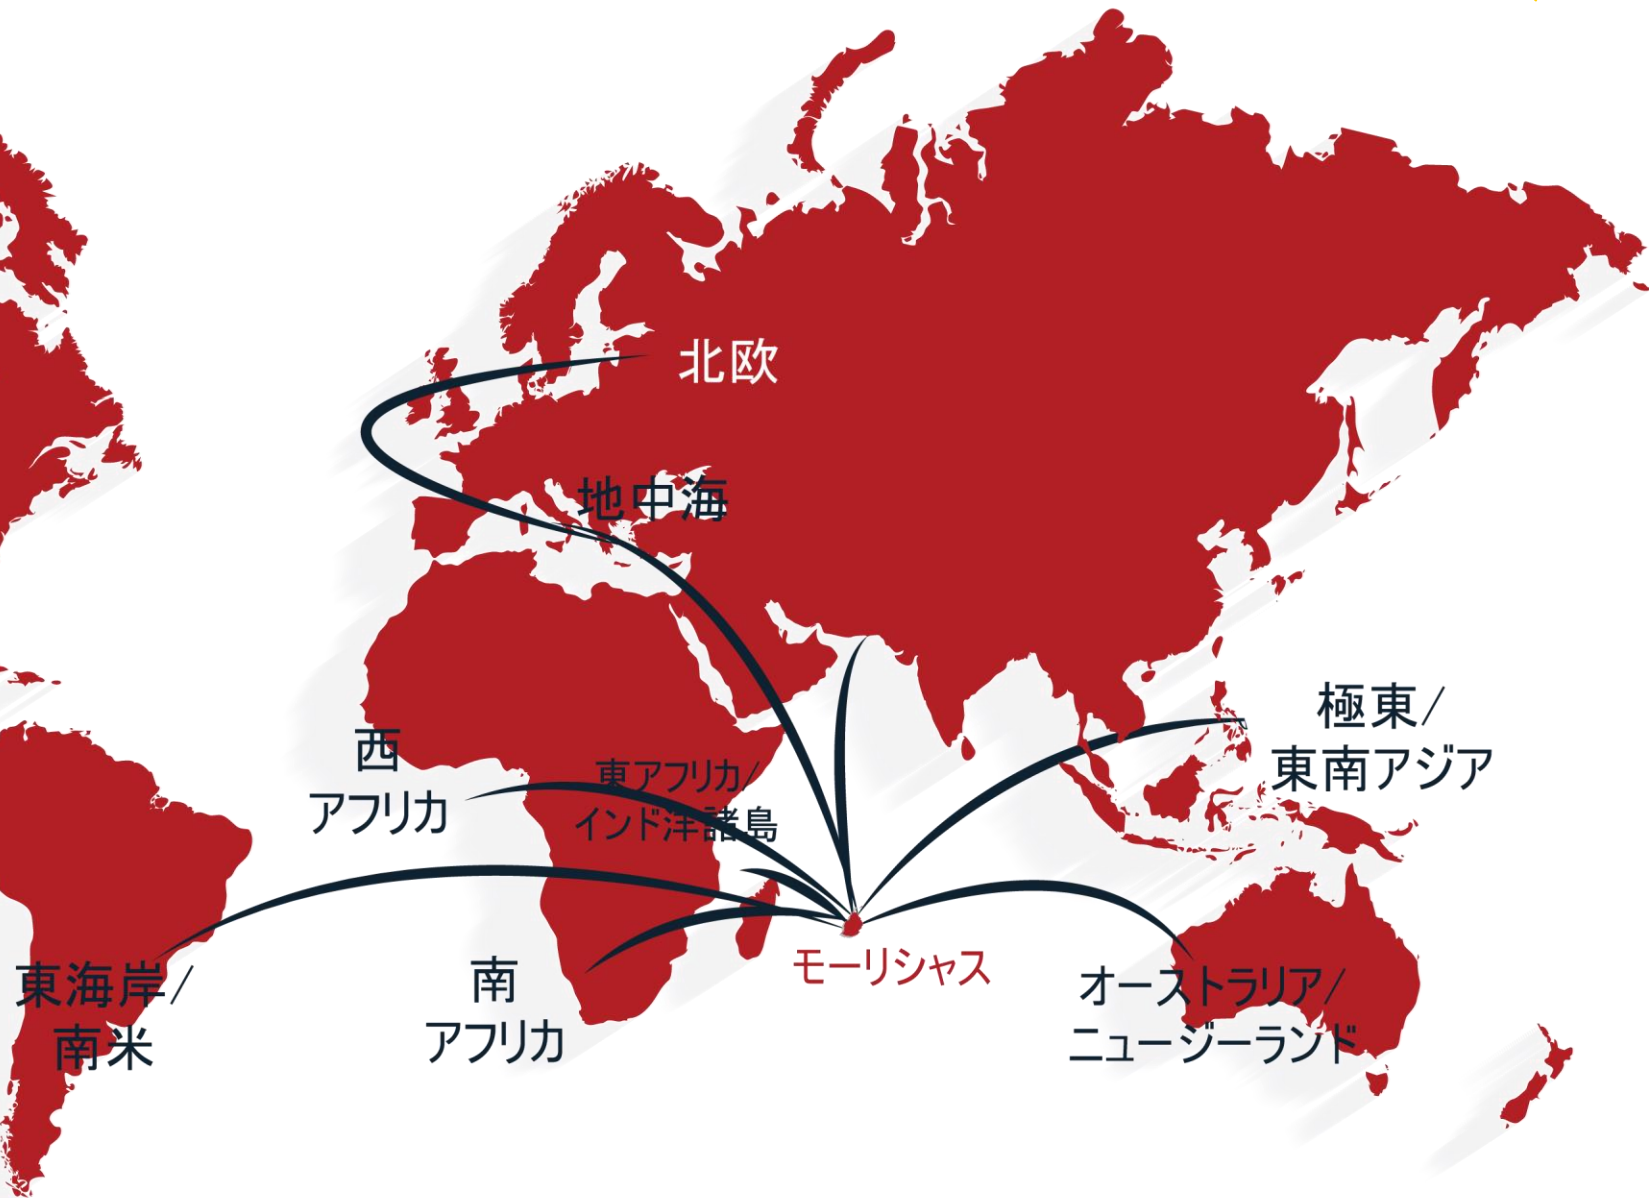 北欧
地中海
西
アフリカ
東アフリカ/
インド洋諸島
極東/
東南アジア
東海岸/
南米
南
アフリカ
モーリシャス
オーストラリア/
ニュージーランド